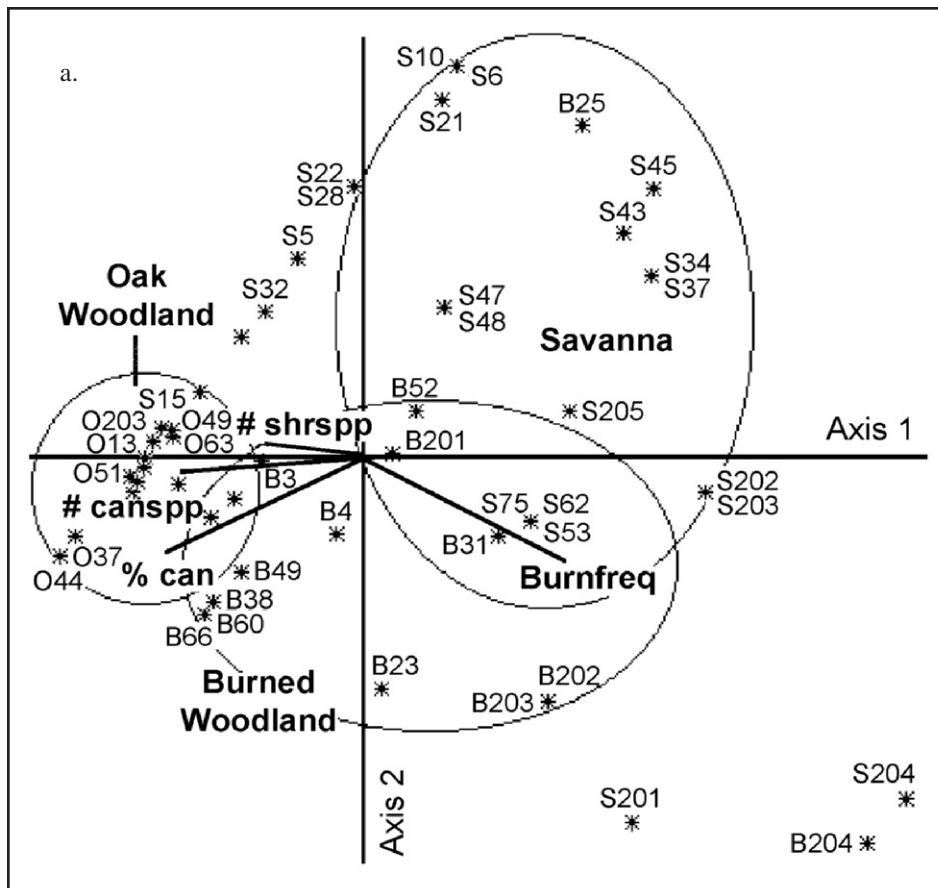 a.
S10
S6
S21
B25
S22
S28
S45
S43
S5
S34
S37
Oak
Woodland
S32
S47
S48
Savanna
B52
S15
S205
O203
O49
# shrspp
O13
O63
B201
Axis 1
O51
B3
S202
S203
# canspp
B4
S75
S62
S53
B31
O37
O44
% can
B49
Burnfreq
B38
B66
B60
Burned
Woodland
B23
B202
B203
Axis 2
S204
S201
B204